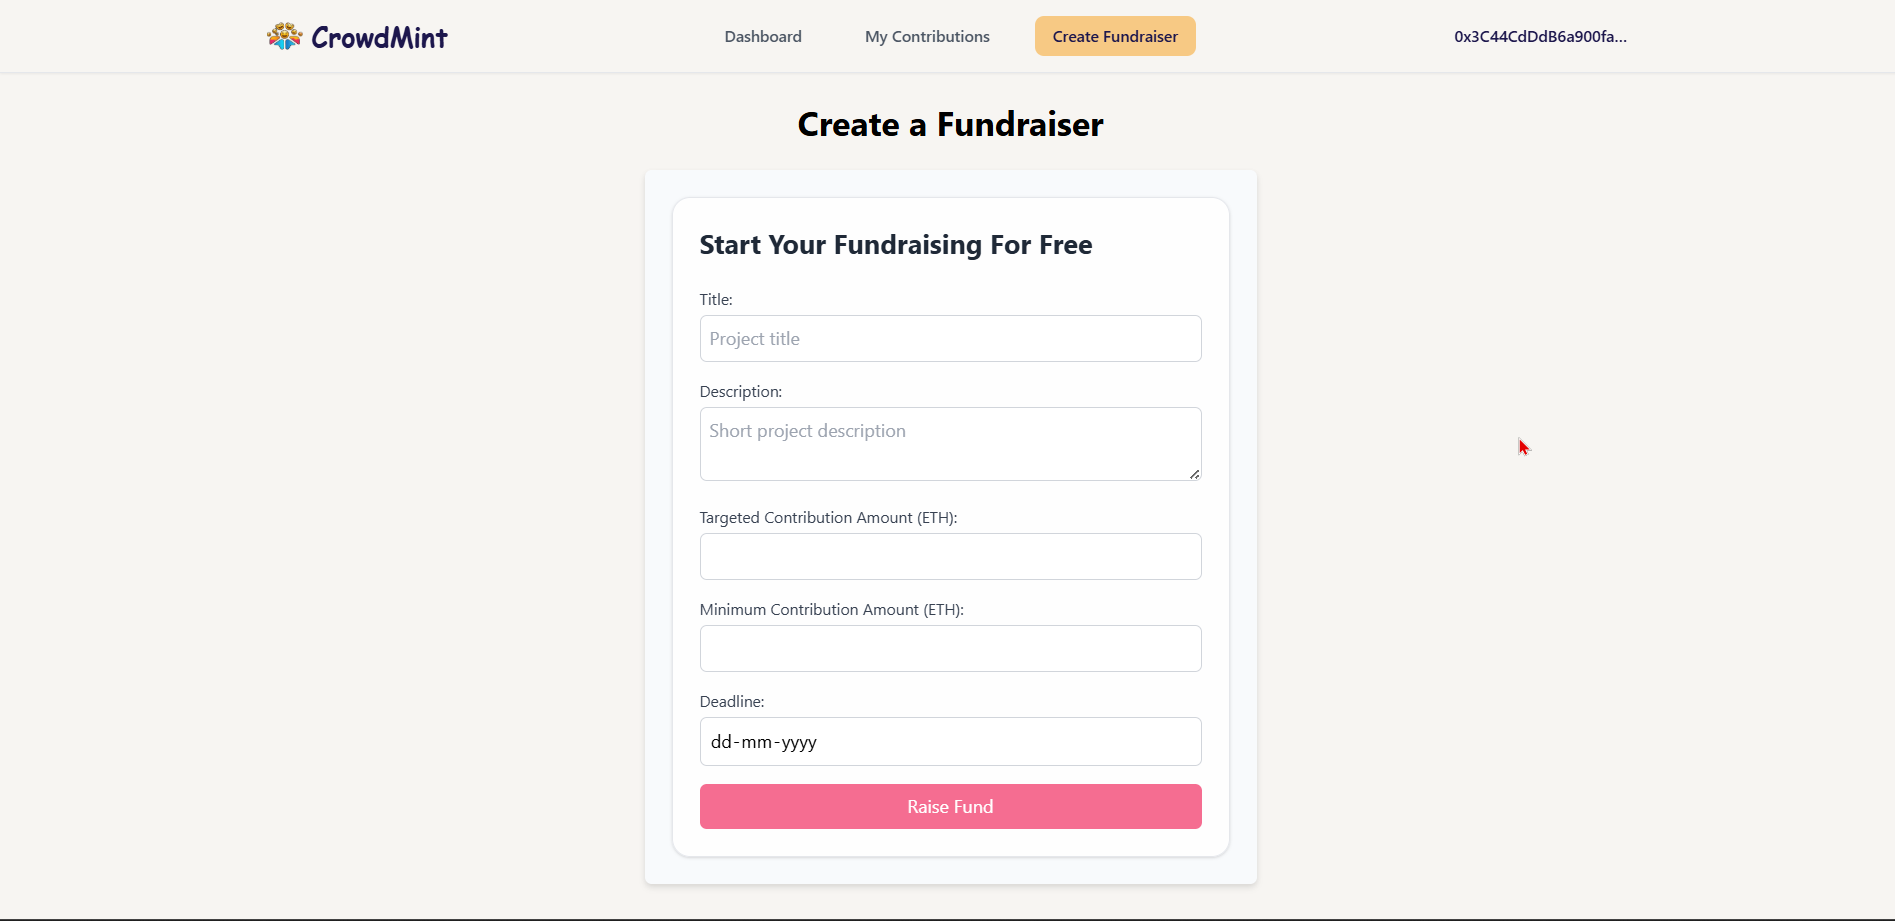 CrowdMint
Dashboard
My Contributions
Create Fundraiser
0x3C44CdDdB6a900fa...
Create a Fundraiser
Start Your Fundraising For Free
Title:
Project title
Description:
Short project description
Targeted Contribution Amount (ETH):
Minimum Contribution Amount (ETH):
Deadline:
dd-mm-yyyy
Raise Fund